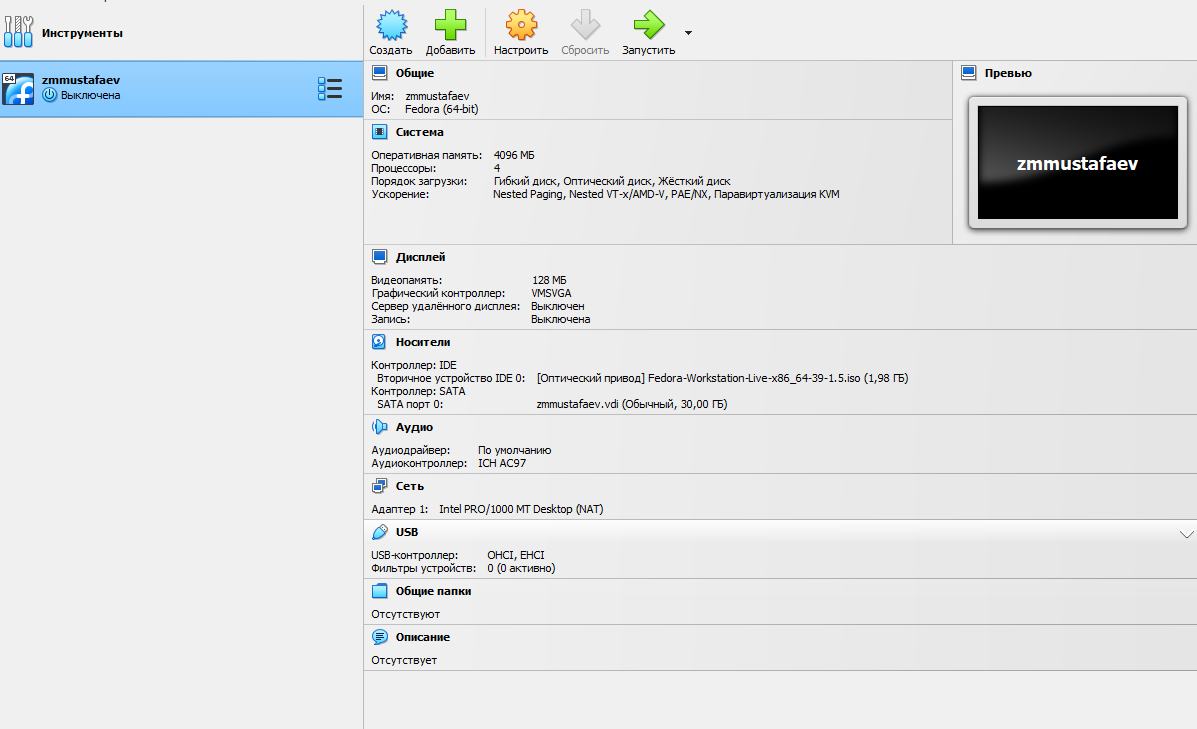 Инструменты
Создать
Добавить
Настроить
Сбросить
Запустить
64
zmmustafaev
Выключена
Общие
Имя: zmmustafaev
ОС: Fedora (64-bit)
Система
Оперативная память: 4096 МБ
Процессоры: 4
Порядок загрузки: Гибкий диск, Оптический диск, Жёсткий диск
Ускорение: Nested Paging, Nested VT-x/AMD-V, PAE/NX, Паравиртуализация KVM
Превью
zmmustafaev
Дисплей
Видеопамять: 128 МБ
Графический контроллер: VMSVGA
Сервер удалённого дисплея: Выключен
Запись: Выключена
Носители
Контроллер: IDE
Вторичное устройство IDE 0: [Оптический привод] Fedora-Workstation-Live-x86_64-39-1.5.iso (1,98 ГБ)
Контроллер: SATA
SATA порт 0: zmmustafaev.vdi (Обычный, 30,00 ГБ)
Аудио
Аудиодрайвер: По умолчанию
Аудиоконтроллер: ICH AC97
Сеть
Адаптер 1: Intel PRO/1000 MT Desktop (NAT)
USB
USB-контроллер: OHCI, EHCI
Фильтры устройств: 0 (0 активно)
Общие папки
Отсутствуют
Описание
Отсутствует